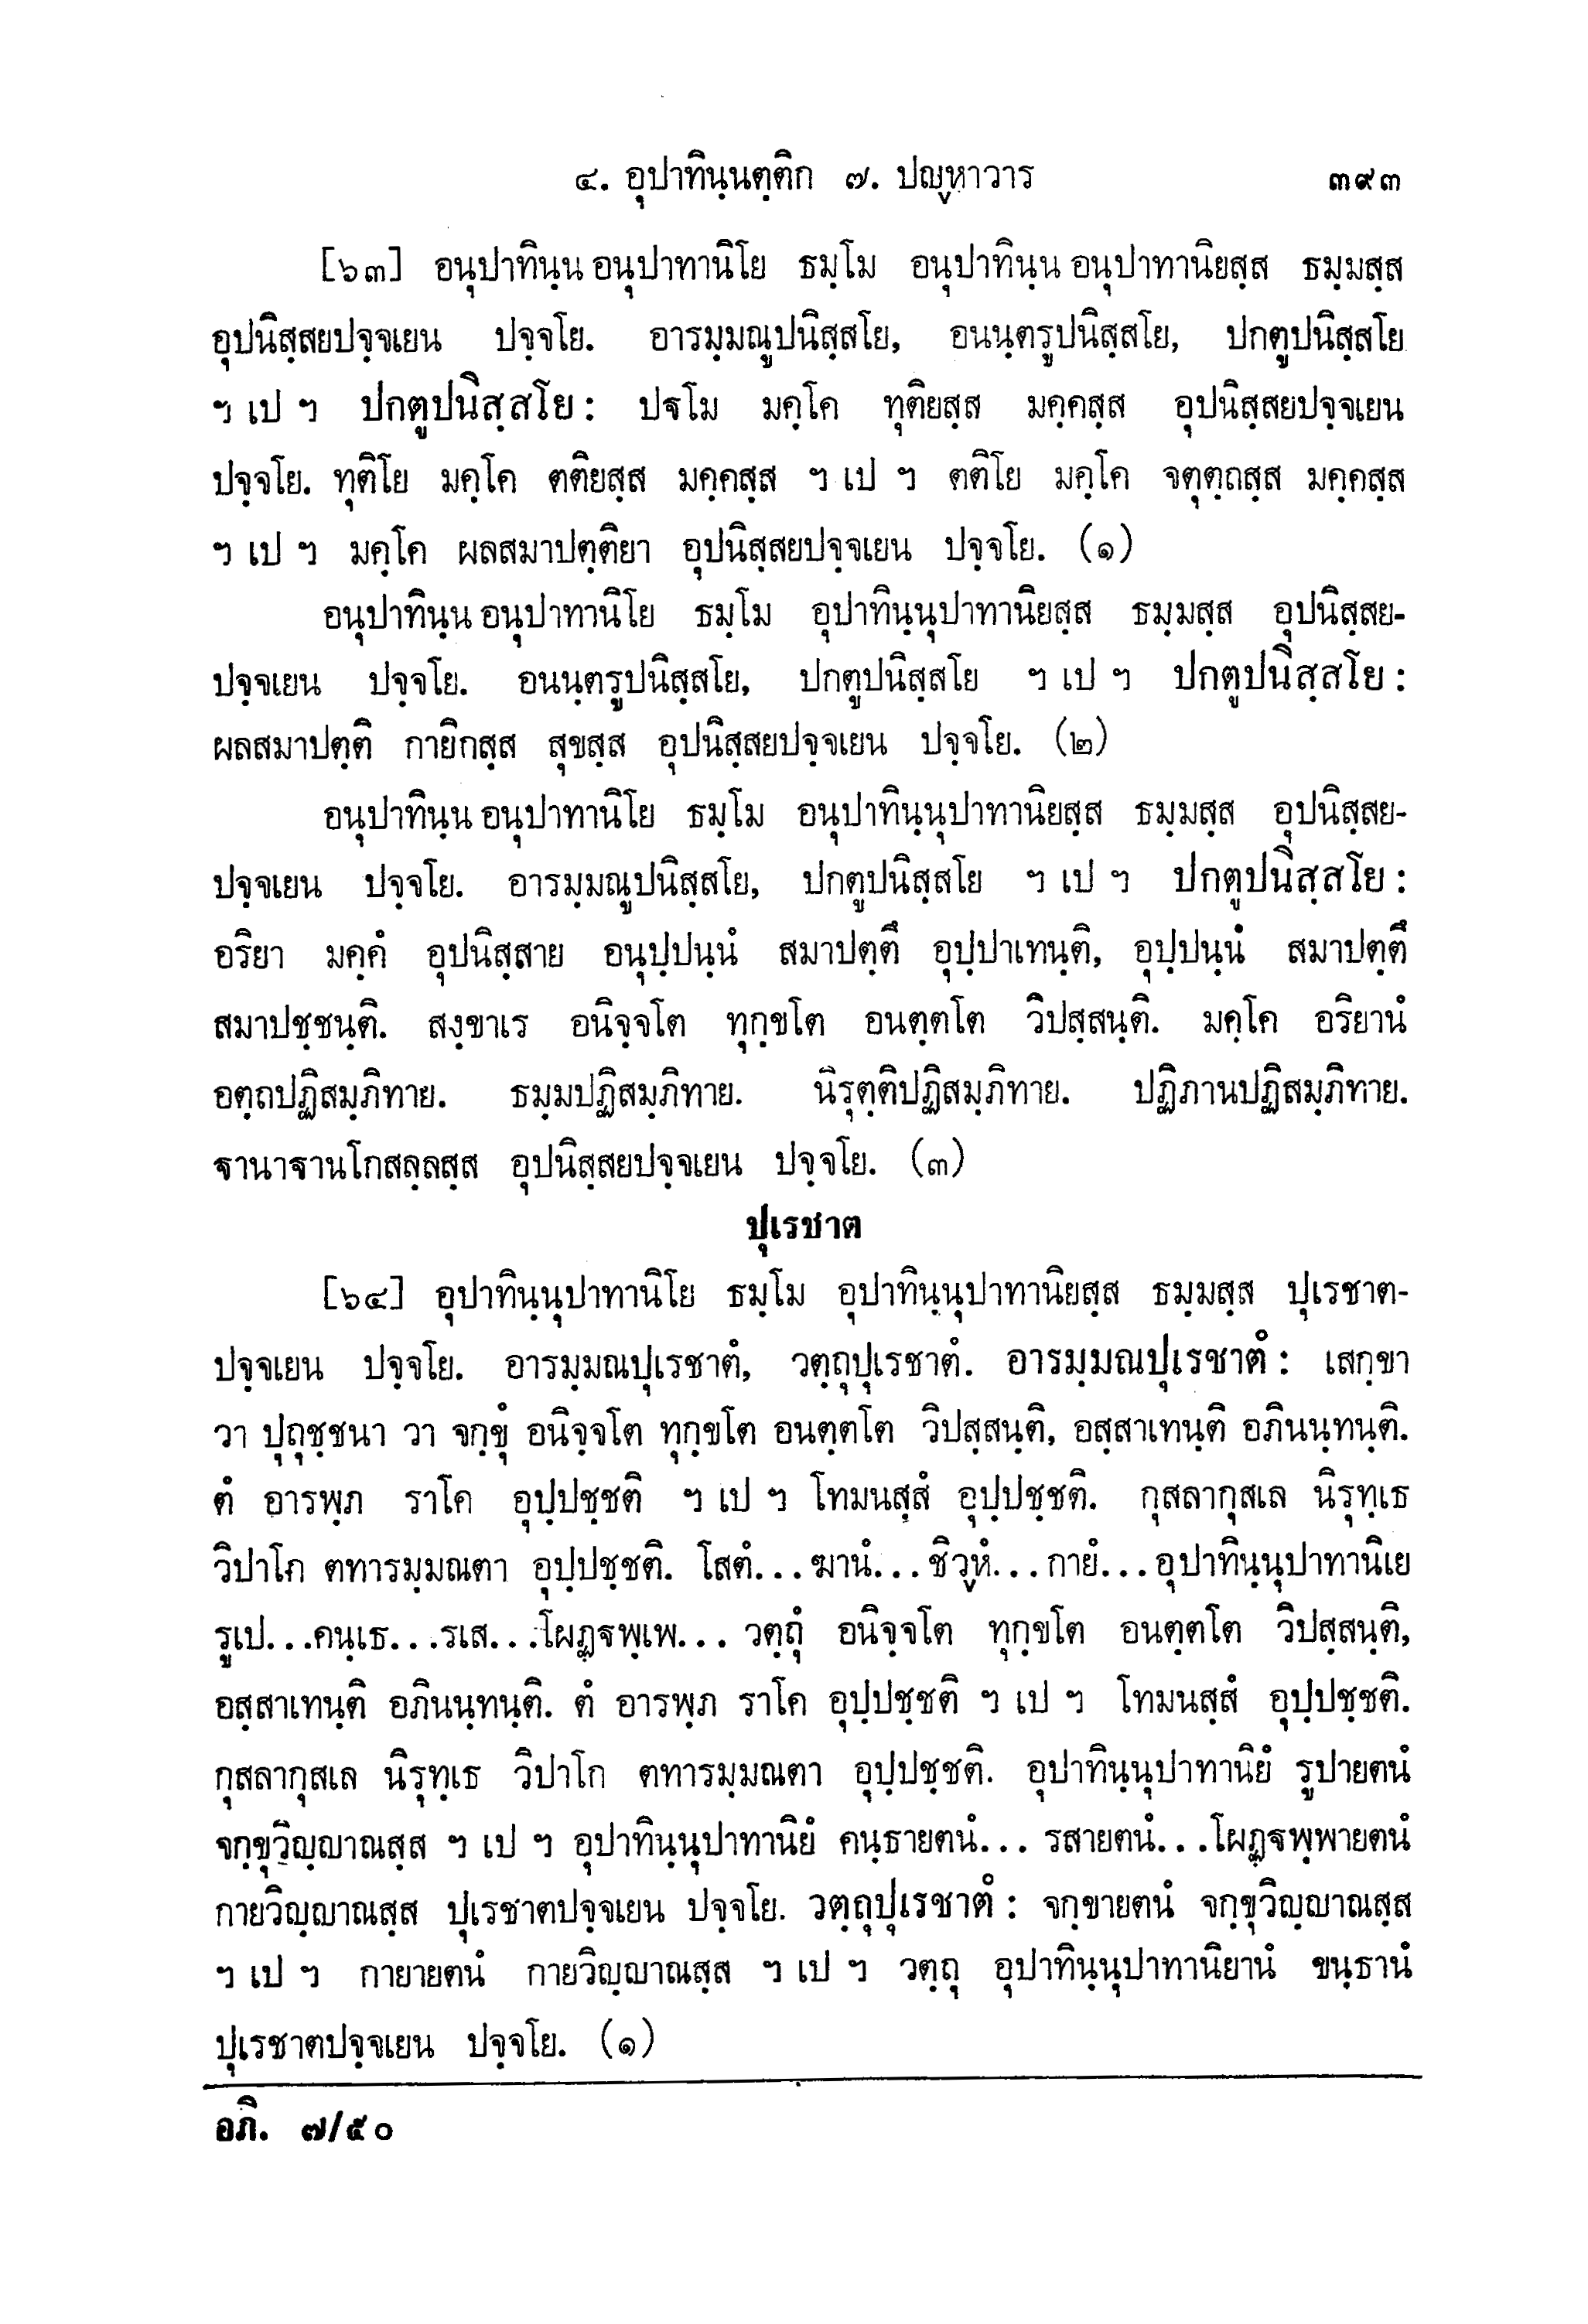 ๔. อุปาทินฺนตฺติก ๗. ปญฺหาวาร ๓๙๓
[๖๓] อนุปาทินฺน อนุปาทานิโย ธมฺโม อนุปาทินฺน อนุปาทานิยสฺส ธมฺมสฺส
อุปนิสฺสยปจฺจเยน ปจฺจโย. อารมฺมณูปนิสฺสโย, อนนฺตรูปนิสฺสโย, ปกตูปนิสฺสโย
ฯ เป ฯ ปกตูปนิสฺสโย : ปฐโม มคฺโค ทุติยสฺส มคฺคสฺส อุปนิสฺสยปจฺจเยน
ปจฺจโย. ทุติโย มคฺโค ตติยสฺส มคฺคสฺส ฯ เป ฯ ตติโย มคฺโค จตุตฺถสฺส มคฺคสฺส
ฯ เป ฯ มคฺโค ผลสมาปตฺติยา อุปนิสฺสยปจฺจเยน ปจฺจโย. (๑)
อนุปาทินฺน อนุปาทานิโย ธมฺโม อุปาทินฺนุปาทานิยสฺส ธมฺมสฺส อุปนิสฺสย-
ปจฺจเยน ปจฺจโย. อนนฺตรูปนิสฺสโย, ปกตูปนิสฺสโย ฯ เป ฯ ปกตูปนิสฺสโย :
ผลสมาปตฺติ กายิกสฺส สุขสฺส อุปนิสฺสยปจฺจเยน ปจฺจโย. (๒)
อนุปาทินฺน อนุปาทานิโย ธมฺโม อนุปาทินฺนุปาทานิยสฺส ธมฺมสฺส อุปนิสฺสย-
ปจฺจเยน ปจฺจโย. อารมฺมณูปนิสฺสโย, ปกตูปนิสฺสโย ฯ เป ฯ ปกตูปนิสฺสโย :
อริยา มคฺคํ อุปนิสฺสาย อนุปฺปนฺนํ สมาปตฺตึ อุปฺปาเทนฺติ, อุปฺปนฺนํ สมาปตฺตึ
สมาปชฺชนฺติ. สงฺขาเร อนิจฺจโต ทุกฺขโต อนตฺตโต วิปสฺสนฺติ. มคฺโค อริยานํ
อตฺถปฏิสมฺภิทาย. ธมฺมปฏิสมฺภิทาย. นิรุตฺติปฏิสมฺภิทาย. ปฏิภานปฏิสมฺภิทาย.
ฐานาฐานโกสลฺลสฺส อุปนิสฺสยปจฺจเยน ปจฺจโย. (๓)
ปุเรชาต
[๖๔] อุปาทินฺนุปาทานิโย ธมฺโม อุปาทินฺนุปาทานิยสฺส ธมฺมสฺส ปุเรชาต-
ปจฺจเยน ปจฺจโย. อารมฺมณปุเรชาตํ, วตฺถุปุเรชาตํ. อารมฺมณปุเรชาตํ : เสกฺขา
วา ปุถุชฺชนา วา จกฺขุํ อนิจฺจโต ทุกฺขโต อนตฺตโต วิปสฺสนฺติ, อสฺสาเทนฺติ อภินนฺทนฺติ.
ตํ อารพฺภ ราโค อุปฺปชฺชติ ฯ เป ฯ โทมนสฺสํ อุปฺปชฺชติ. กุสลากุสเล นิรุทฺเธ
วิปาโก ตทารมฺมณตา อุปฺปชฺชติ. โสตํ...ฆานํ...ชิวฺหํ...กายํ...อุปาทินฺนุปาทานิเย
รูเป...คนฺเธ...รเส...โผฏฺฐพฺเพ... วตฺถุํ อนิจฺจโต ทุกฺขโต อนตฺตโต วิปสฺสนฺติ,
อสฺสาเทนฺติ อภินนฺทนฺติ. ตํ อารพฺภ ราโค อุปฺปชฺชติ ฯ เป ฯ โทมนสฺสํ อุปฺปชฺชติ.
กุสลากุสเล นิรุทฺเธ วิปาโก ตทารมฺมณตา อุปฺปชฺชติ. อุปาทินฺนุปาทานิยํ รูปายตนํ
จกฺขุวิญฺญาณสฺส ฯ เป ฯ อุปาทินฺนุปาทานิยํ คนฺธายตนํ... รสายตนํ...โผฏฺฐพฺพายตนํ
กายวิญฺญาณสฺส ปุเรชาตปจฺจเยน ปจฺจโย. วตฺถุปุเรชาตํ : จกฺขายตนํ จกฺขุวิญฺญาณสฺส
ฯ เป ฯ กายายตนํ กายวิญฺญาณสฺส ฯ เป ฯ วตฺถุ อุปาทินฺนุปาทานิยานํ ขนฺธานํ
ปุเรชาตปจฺจเยน ปจฺจโย. (๑)
อภิ. ๗/๕๐